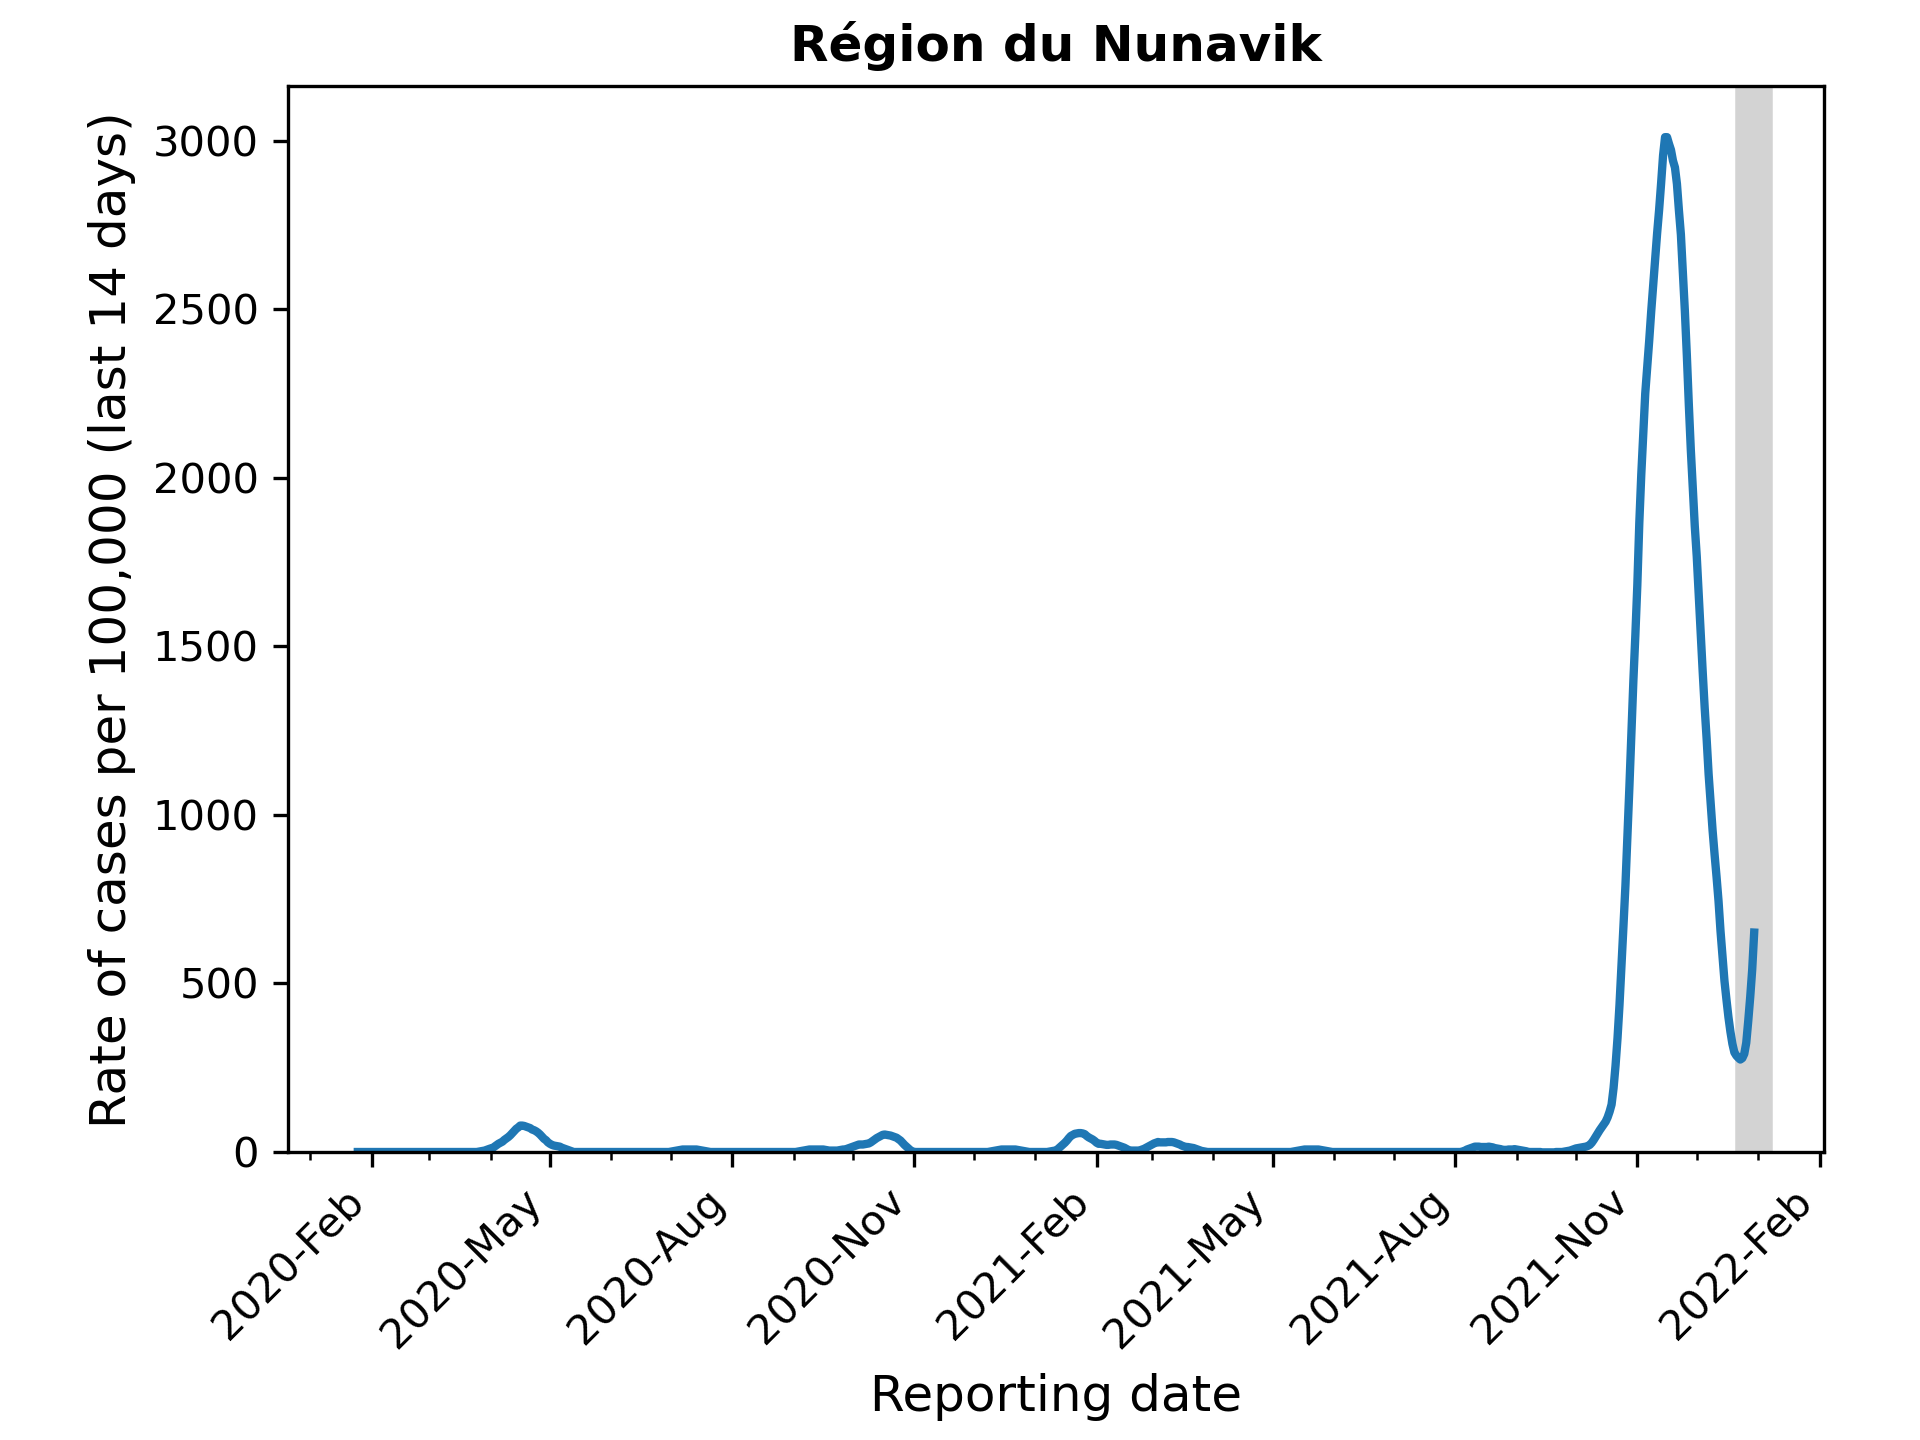 Région du Nunavik
Rate of cases per 100,000 (last 14 days)
3000
2500
2000
1500
1000
500
0
2020-Feb
2020-May
2020-Aug
2020-Nov
2021-Feb
2021-May
2021-Aug
2021-Nov
2022-Feb
Reporting date